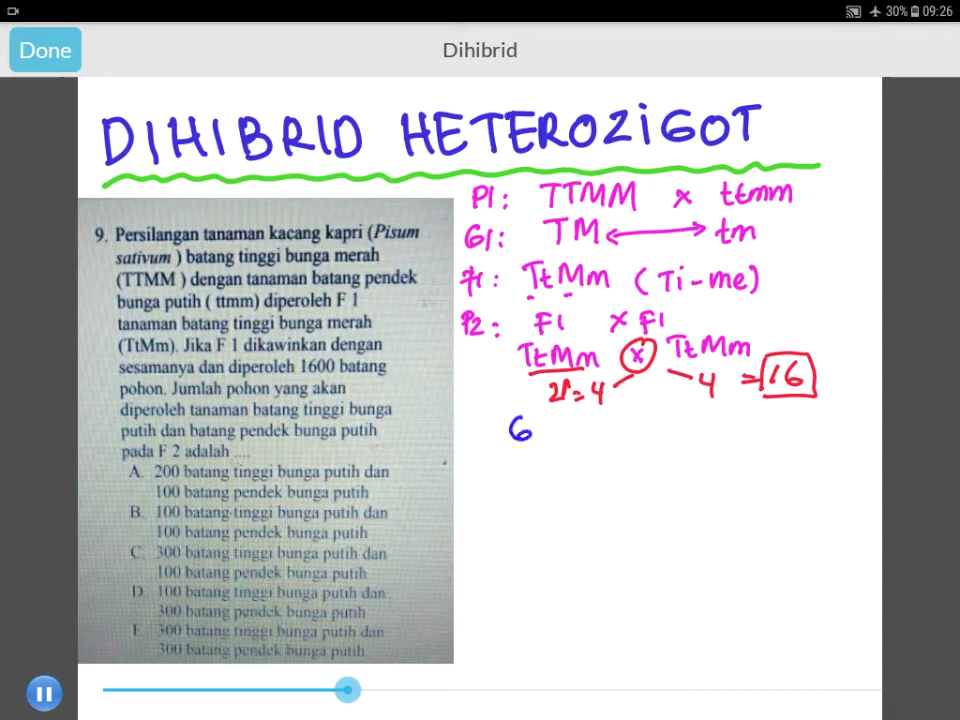 30% 09:26
Done
Dihibrid
DIHIBRID HETEROZiGOT
P1: TTMM x ttmm
G1: TM tm
F1: TtMm (Ti-me)
P2: F1 x F1
TtMm x TtMm
4 4 = 16
G
9. Persilangan tanaman kacang kapri (Pisum
sativum ) batang tinggi bunga merah
(TTMM ) dengan tanaman batang pendek
bunga putih ( ttmm) diperoleh F 1
tanaman batang tinggi bunga merah
(TtMm). Jika F 1 dikawinkan dengan
sesamanya dan diperoleh 1600 batang
pohon. Jumlah pohon yang akan
diperoleh tanaman batang tinggi bunga
putih dan batang pendek bunga putih
pada F 2 adalah ....
A. 200 batang tinggi bunga putih dan
100 batang pendek bunga putih
B. 100 batang tinggi bunga putih dan
100 batang pendek bunga putih
C. 300 batang tinggi bunga putih dan
100 batang pendek bunga putih
D. 100 batang tinggi bunga putih dan
300 batang pendek bunga putih
E. 300 batang tinggi bunga putih dan
300 batang pendek bunga putih